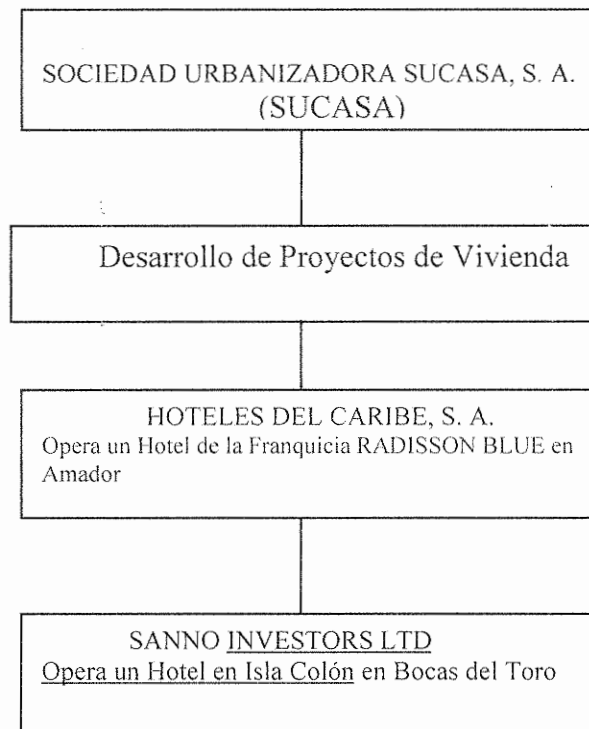 SOCIEDAD URBANIZADORA SUCASA, S. A.
(SUCASA)
Desarrollo de Proyectos de Vivienda
HOTELES DEL CARIBE, S. A.
Opera un Hotel de la Franquicia RADISSON BLUE en
Amador
SANNO INVESTORS LTD
Opera un Hotel en Isla Colón en Bocas del Toro